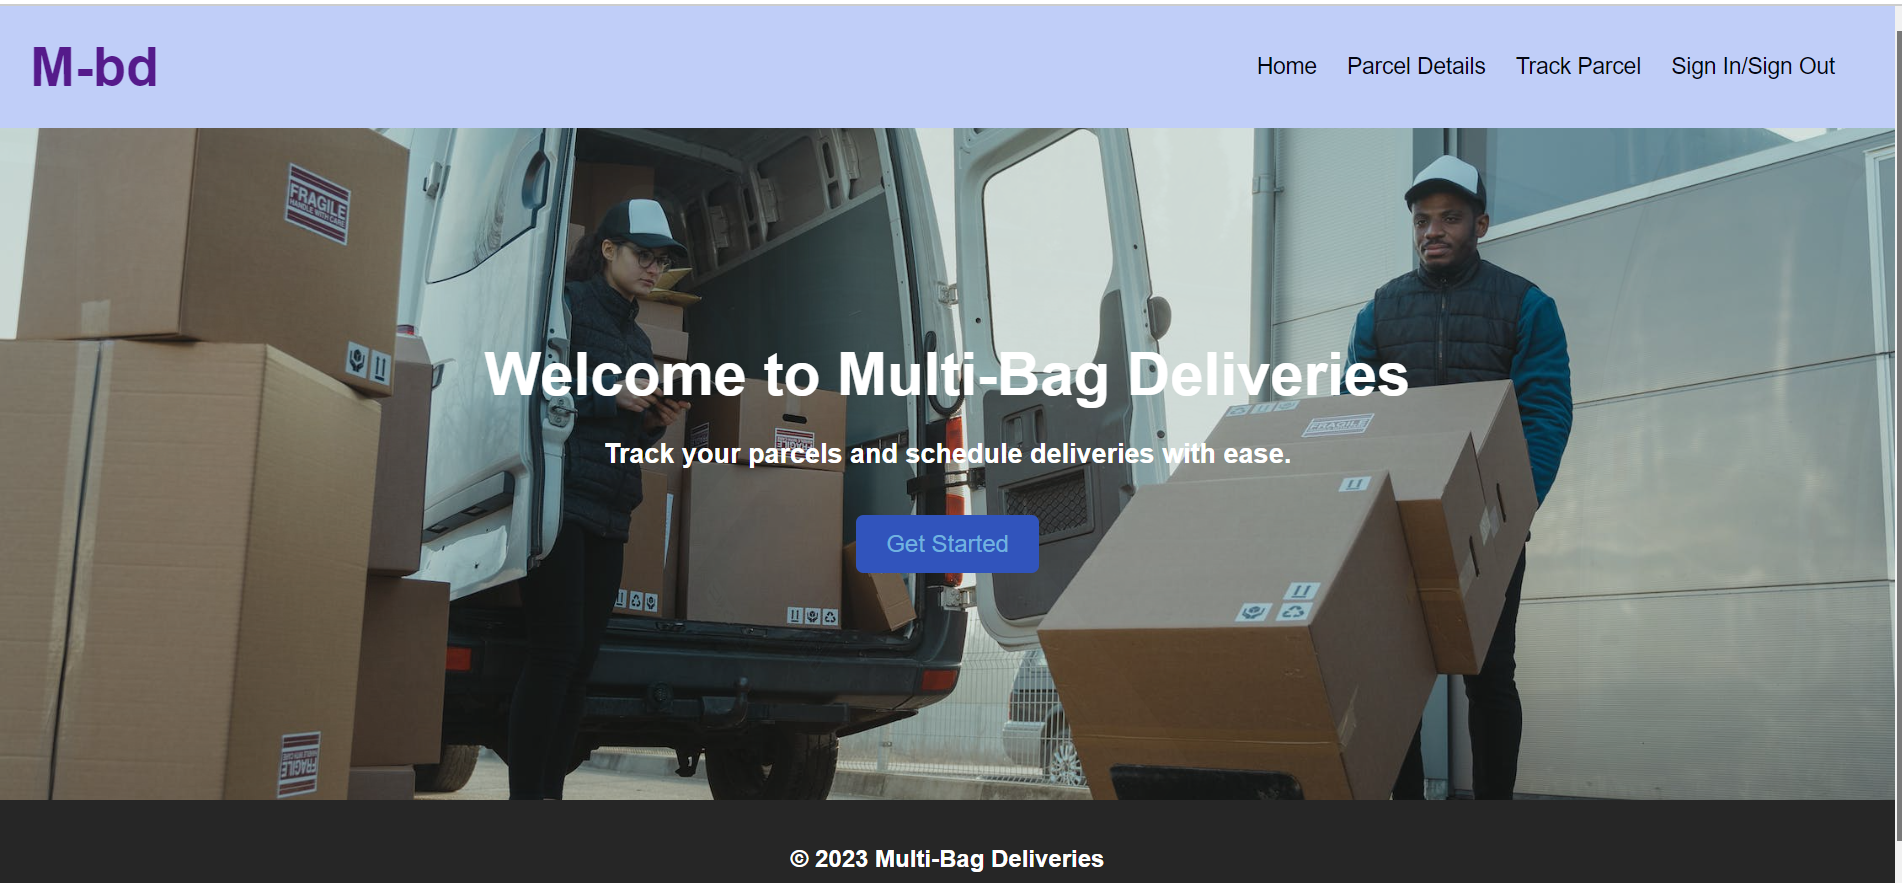 M-bd
Home Parcel Details Track Parcel Sign In/Sign Out
FRAGILE
HANDLE WITH CARE
Welcome to Multi-Bag Deliveries
FRAGILE
Track your parcels and schedule deliveries with ease.
Get Started
FRAGILE
© 2023 Multi-Bag Deliveries